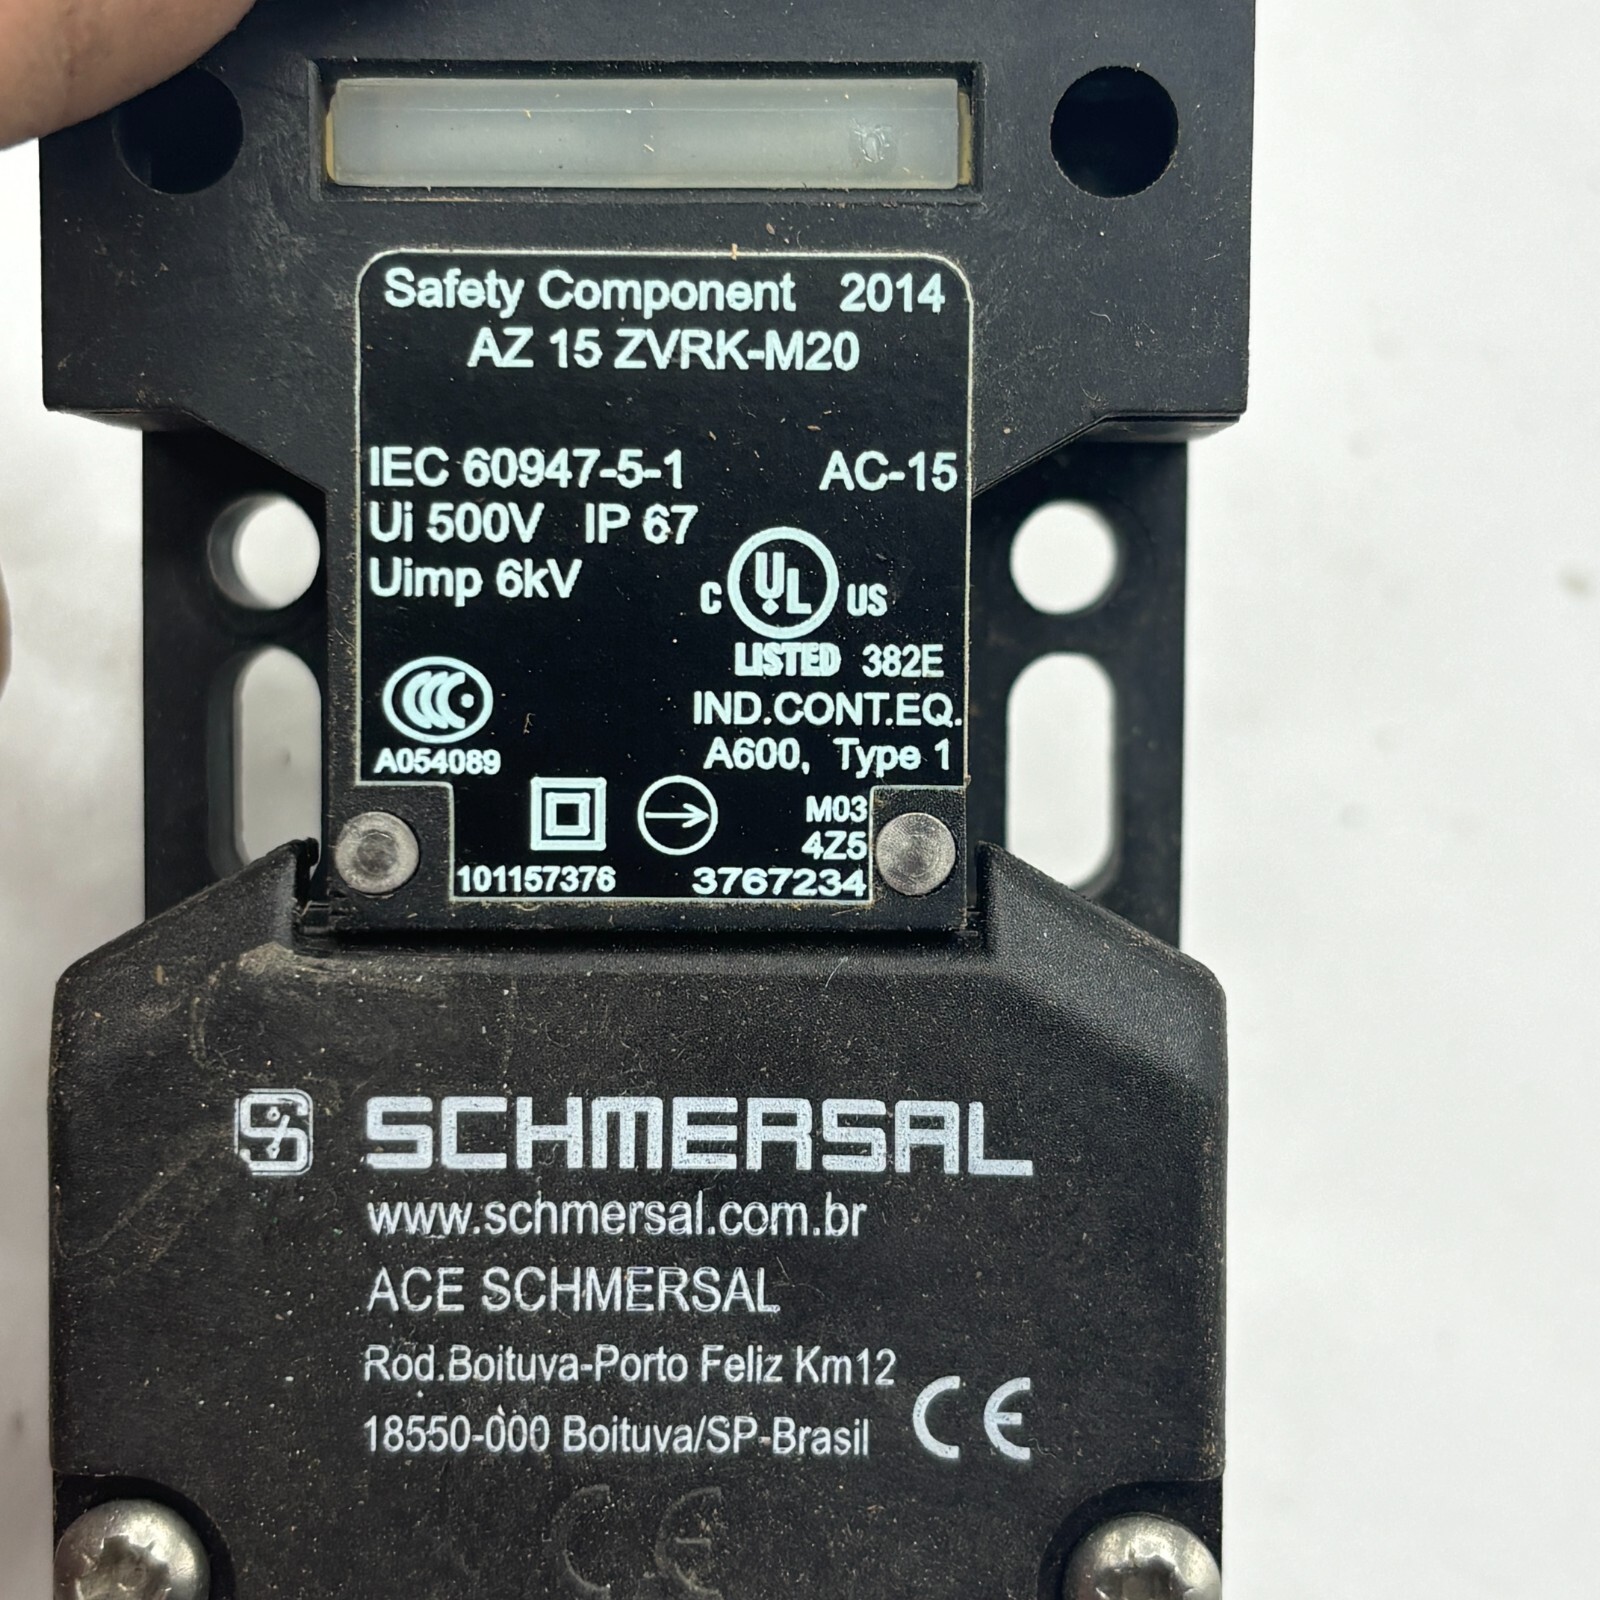 Safety Component 2014
AZ 15 ZVRK-M20
IEC 60947-5-1 AC-15
Ui 500V IP 67
Uimp 6kV
C UL US
LISTED 382E
IND.CONT.EQ.
A600, Type 1
CCC
A054089
M03
4Z5
101157376 3767234
SCHMERSAL
www.schmersal.com.br
ACE SCHMERSAL
Rod.Boituva-Porto Feliz Km12
18550-000 Boituva/SP-Brasil CE
CE